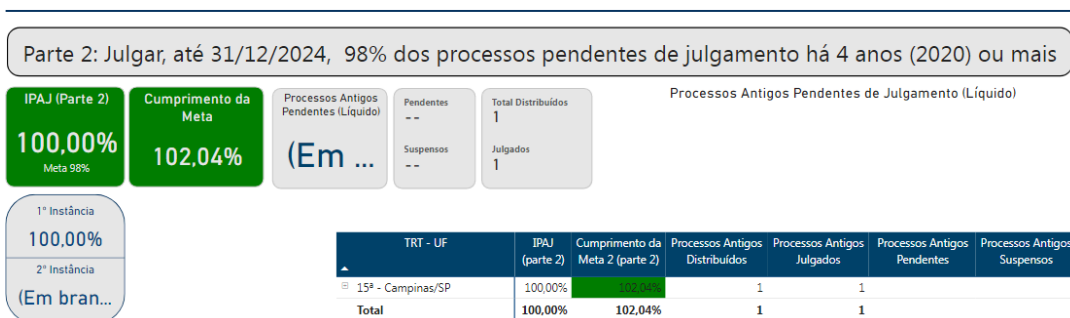 Parte 2: Julgar, até 31/12/2024, 98% dos processos pendentes de julgamento há 4 anos (2020) ou mais
IPAJ (Parte 2)
100,00%
Meta 98%
Cumprimento da
Meta
102,04%
Processos Antigos
Pendentes (Líquido)
(Em ...
Pendentes
--
Suspensos
--
Total Distribuídos
1
Julgados
1
Processos Antigos Pendentes de Julgamento (Líquido)
1° Instância
100,00%
2° Instância
(Em bran...
TRT - UF IPAJ (parte 2) Cumprimento da Meta 2 (parte 2) Processos Antigos Distribuídos Processos Antigos Julgados Processos Antigos Pendentes Processos Antigos Suspensos
15ª - Campinas/SP 100,00% 102,04% 1 1
Total 100,00% 102,04% 1 1